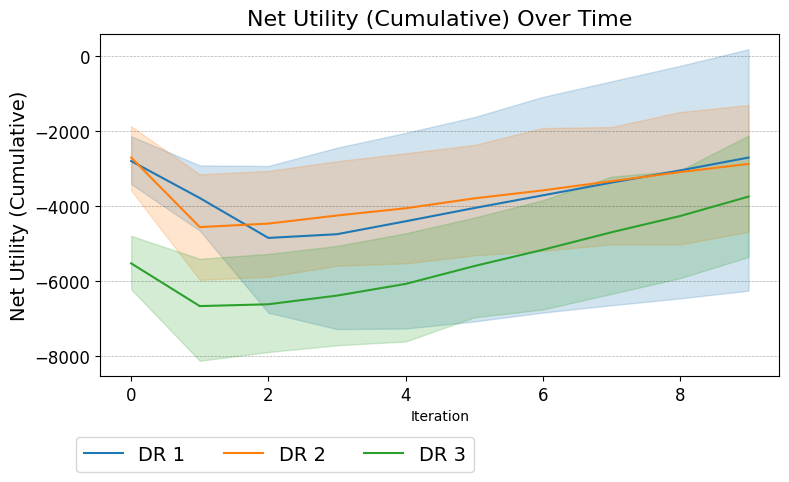 Net Utility (Cumulative) Over Time
Net Utility (Cumulative)
0
−2000
−4000
−6000
−8000
0 2 4 6 8
Iteration
DR 1 DR 2 DR 3